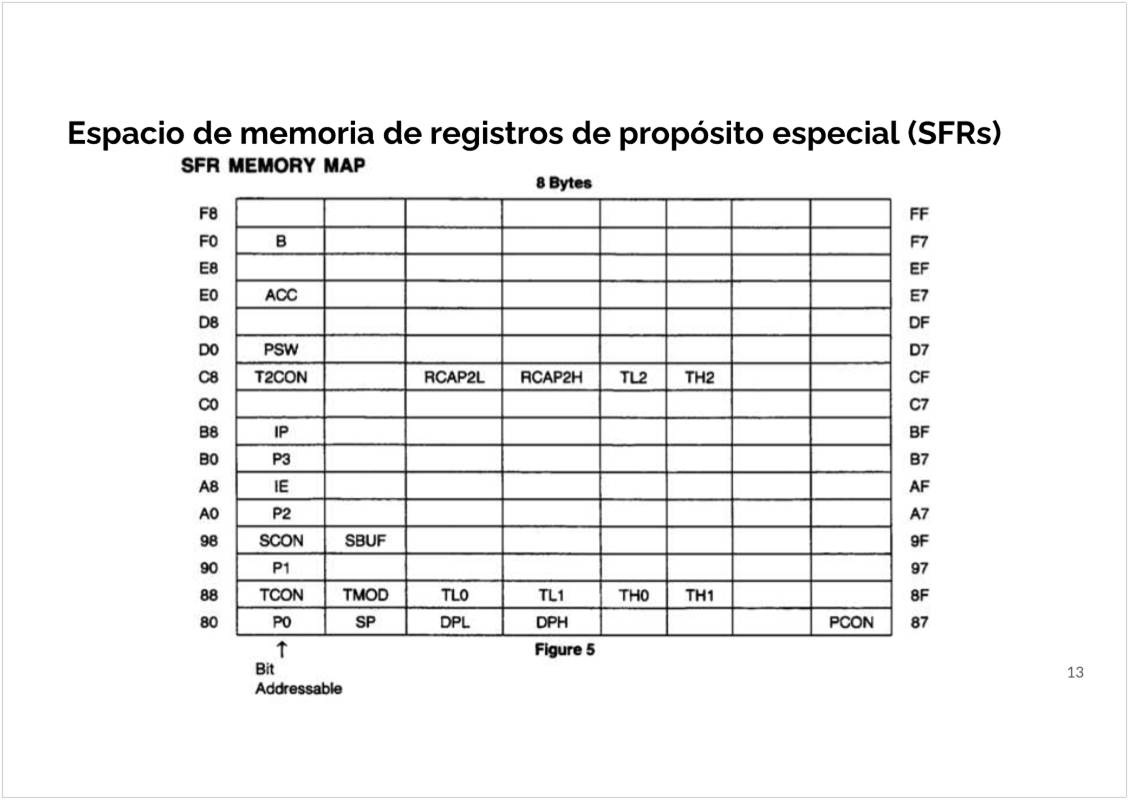 Espacio de memoria de registros de propósito especial (SFRs)
SFR MEMORY MAP
8 Bytes
F8 FF
F0 B F7
E8 EF
E0 ACC E7
D8 DF
D0 PSW D7
C8 T2CON RCAP2L RCAP2H TL2 TH2 CF
C0 C7
B8 IP BF
B0 P3 B7
A8 IE AF
A0 P2 A7
98 SCON SBUF 9F
90 P1 97
88 TCON TMOD TL0 TL1 TH0 TH1 8F
80 P0 SP DPL DPH PCON 87
↑
Figure 5
Bit
Addressable
13